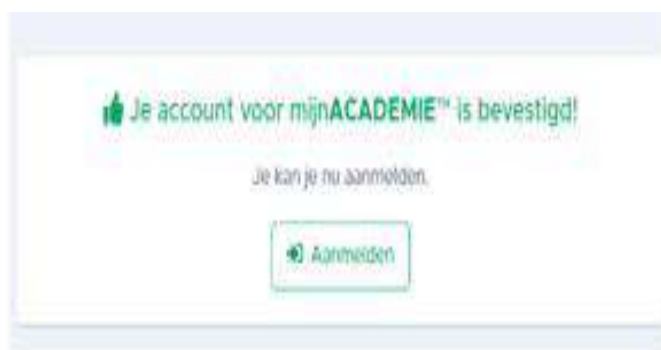 Je account voor mijnACADEMIE™ is bevestigd!
Je kan je nu aanmelden.
Aanmelden